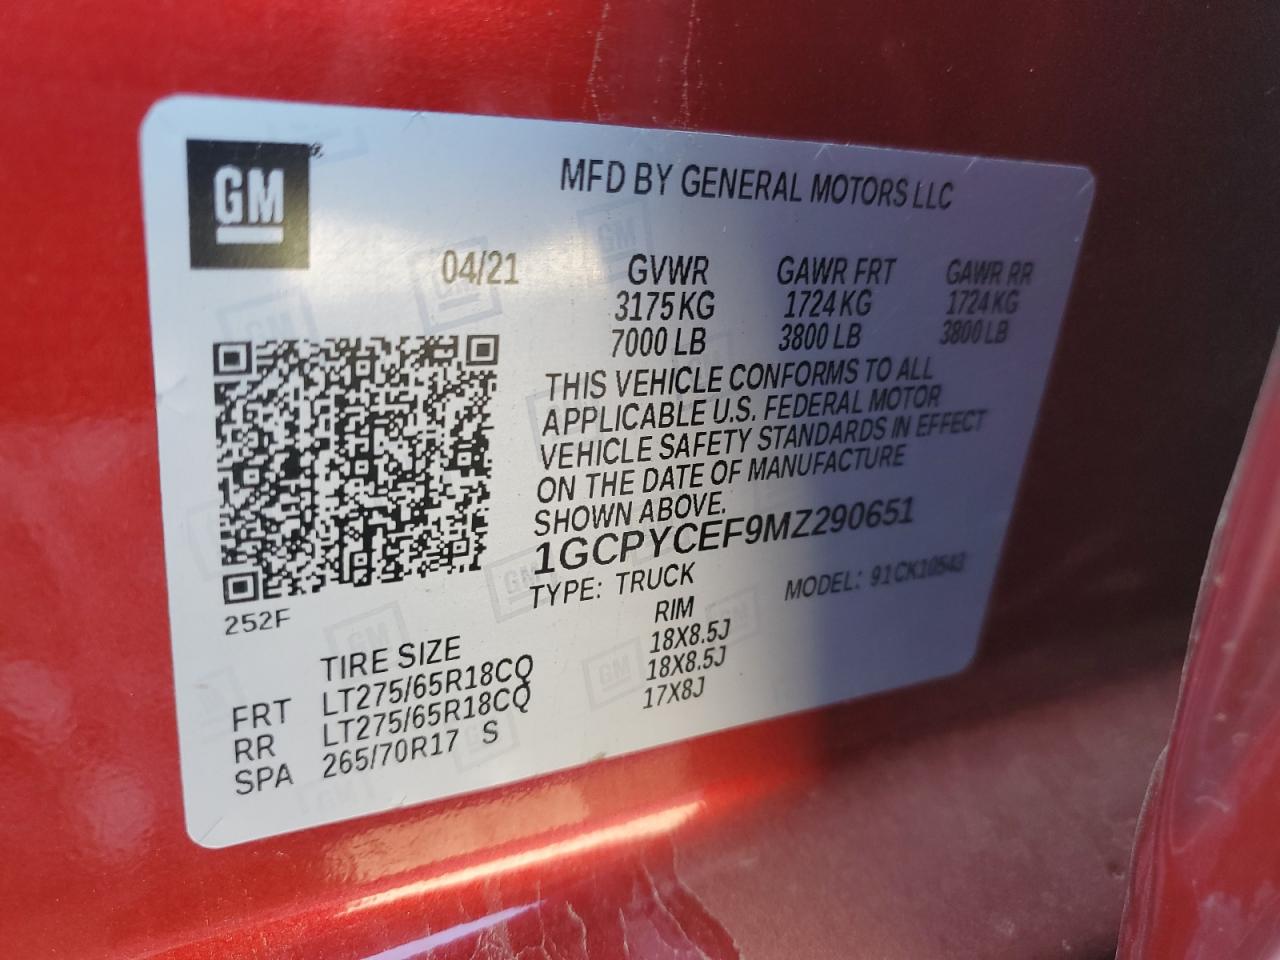 GM
MFD BY GENERAL MOTORS LLC
04/21
GVWR GAWR FRT GAWR RR
3175 KG 1724 KG 1724 KG
7000 LB 3800 LB 3800 LB
THIS VEHICLE CONFORMS TO ALL
APPLICABLE U.S. FEDERAL MOTOR
VEHICLE SAFETY STANDARDS IN EFFECT
ON THE DATE OF MANUFACTURE
SHOWN ABOVE.
1GCPYCEF9MZ290651
TYPE: TRUCK MODEL: 91CK10543
252F
TIRE SIZE RIM
FRT LT275/65R18CQ 18X8.5J
RR LT275/65R18CQ 18X8.5J
SPA 265/70R17 S 17X8J